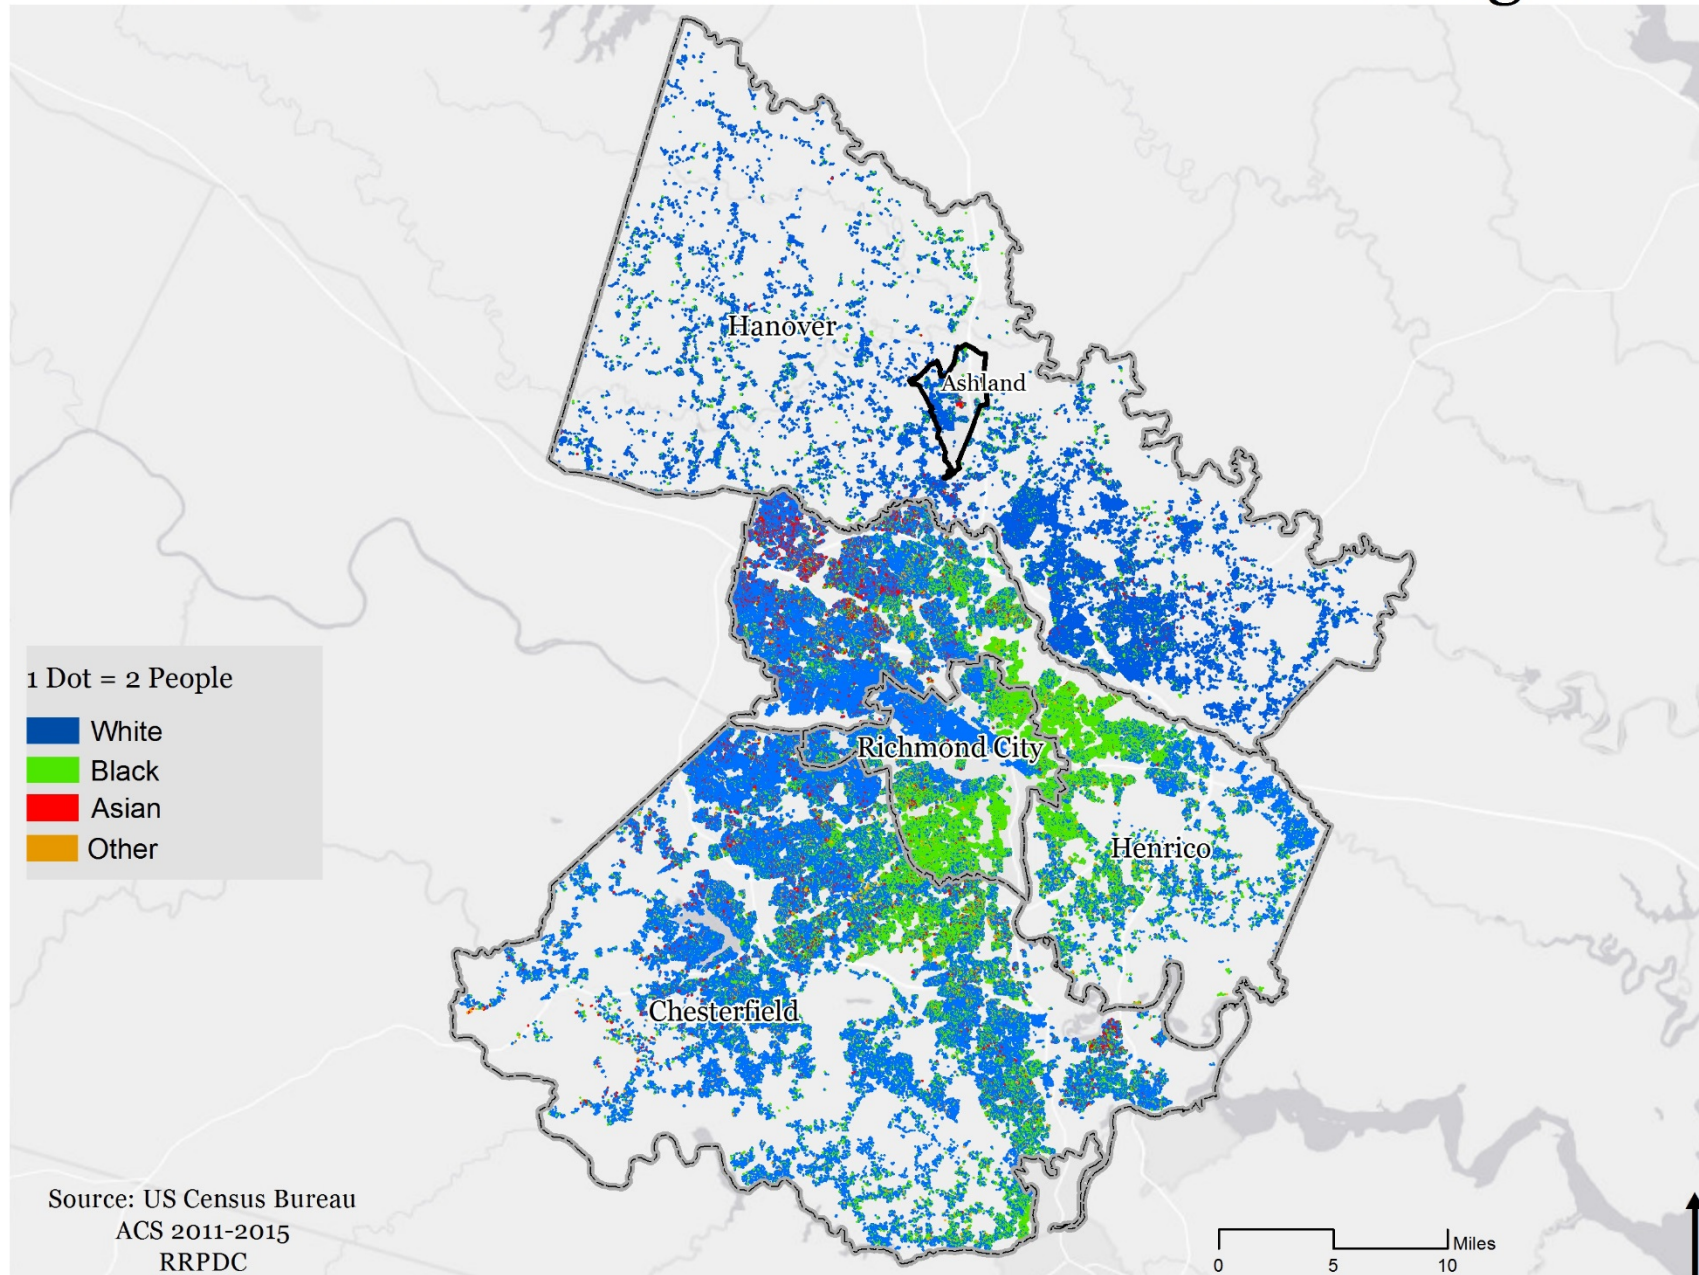 Hanover
Ashland
1 Dot = 2 People
White
Black
Asian
Other
Richmond City
Henrico
Chesterfield
Source: US Census Bureau
ACS 2011-2015
RRPDC
Miles
0 5 10